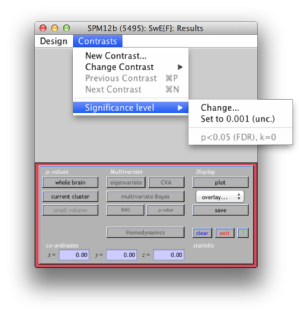 SPM12b (5495): SwE{F}: Results
Design Contrasts
New Contrast...
Change Contrast
Previous Contrast ⌘P
Next Contrast ⌘N
Significance level
Change...
Set to 0.001 (unc.)
p<0.05 (FDR), k=0
p-values Multivariate Display
whole brain eigenvariate CVA plot
current cluster multivariate Bayes overlay...
small volume BMS p-value save
Hemodynamics clear exit ?
co-ordinates statistic
x = 0.00 y = 0.00 z = 0.00